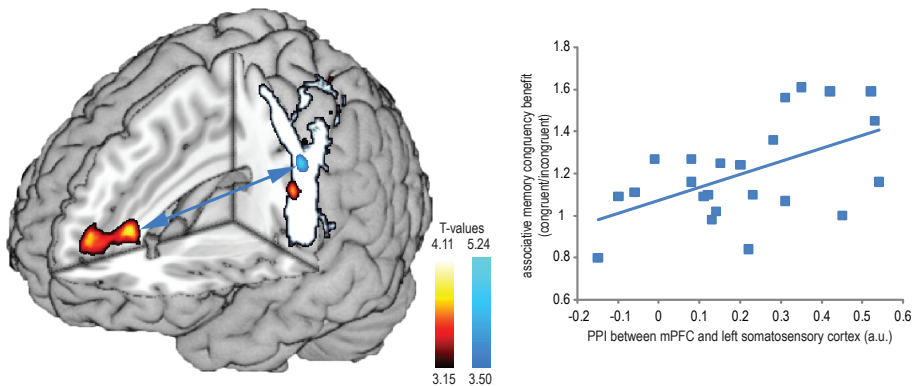 T-values
4.11 5.24
3.15 3.50
associative memory congruency benefit
(congruent/incongruent)
1.8
1.6
1.4
1.2
1
0.8
0.6
-0.2 -0.1 0 0.1 0.2 0.3 0.4 0.5 0.6
PPI between mPFC and left somatosensory cortex (a.u.)